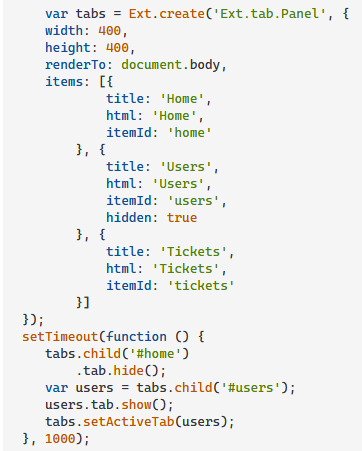 var tabs = Ext.create('Ext.tab.Panel', {
width: 400,
height: 400,
renderTo: document.body,
items: [{
title: 'Home',
html: 'Home',
itemId: 'home'
}, {
title: 'Users',
html: 'Users',
itemId: 'users',
hidden: true
}, {
title: 'Tickets',
html: 'Tickets',
itemId: 'tickets'
}]
});
setTimeout(function () {
tabs.child('#home')
.tab.hide();
var users = tabs.child('#users');
users.tab.show();
tabs.setActiveTab(users);
}, 1000);